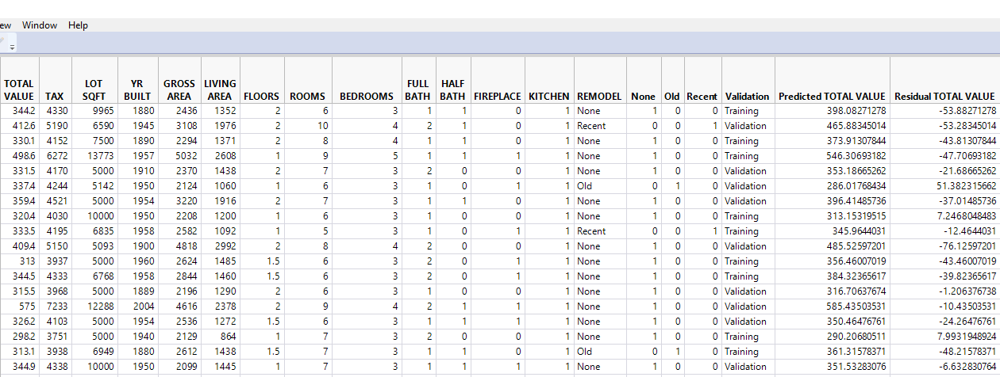 ew Window Help
TOTAL VALUE TAX LOT SQFT YR BUILT GROSS AREA LIVING AREA FLOORS ROOMS BEDROOMS FULL BATH HALF BATH FIREPLACE KITCHEN REMODEL None Old Recent Validation Predicted TOTAL VALUE Residual TOTAL VALUE
344.2 4330 9965 1880 2436 1352 2 6 3 1 1 0 1 None 1 0 0 Training 398.08271278 -53.88271278
412.6 5190 6590 1945 3108 1976 2 10 4 2 1 0 1 Recent 0 0 1 Validation 465.88345014 -53.28345014
330.1 4152 7500 1890 2294 1371 2 8 4 1 1 0 1 None 1 0 0 Training 373.91307844 -43.81307844
498.6 6272 13773 1957 5032 2608 1 9 5 1 1 1 1 None 1 0 0 Training 546.30693182 -47.70693182
331.5 4170 5000 1910 2370 1438 2 7 3 2 0 0 1 None 1 0 0 Validation 353.18665262 -21.68665262
337.4 4244 5142 1950 2124 1060 1 6 3 1 0 1 1 Old 0 1 0 Validation 286.01768434 51.382315662
359.4 4521 5000 1954 3220 1916 2 7 3 1 1 0 1 None 1 0 0 Validation 396.41485736 -37.01485736
320.4 4030 10000 1950 2208 1200 1 6 3 1 0 0 1 None 1 0 0 Training 313.15319515 7.2468048483
333.5 4195 6835 1958 2582 1092 1 5 3 1 0 1 1 Recent 0 0 1 Training 345.9644031 -12.4644031
409.4 5150 5093 1900 4818 2992 2 8 4 2 0 0 1 None 1 0 0 Validation 485.52597201 -76.12597201
313 3937 5000 1960 2624 1485 1.5 6 3 2 0 1 1 None 1 0 0 Training 356.46007019 -43.46007019
344.5 4333 6768 1958 2844 1460 1.5 6 3 2 0 1 1 None 1 0 0 Training 384.32365617 -39.82365617
315.5 3968 5000 1889 2196 1290 2 6 3 1 0 0 1 None 1 0 0 Validation 316.70637674 -1.206376738
575 7233 12288 2004 4616 2378 2 9 4 2 1 1 1 None 1 0 0 Validation 585.43503531 -10.43503531
326.2 4103 5000 1954 2536 1272 1.5 6 3 1 1 1 1 None 1 0 0 Validation 350.46476761 -24.26476761
298.2 3751 5000 1940 2129 864 1 7 3 2 0 0 1 None 1 0 0 Training 290.20680511 7.9931948924
313.1 3938 6949 1880 2612 1438 1.5 7 3 1 1 0 1 Old 0 1 0 Training 361.31578371 -48.21578371
344.9 4338 10000 1950 2099 1445 1 7 3 1 1 1 1 None 1 0 0 Validation 351.53283076 -6.632830764